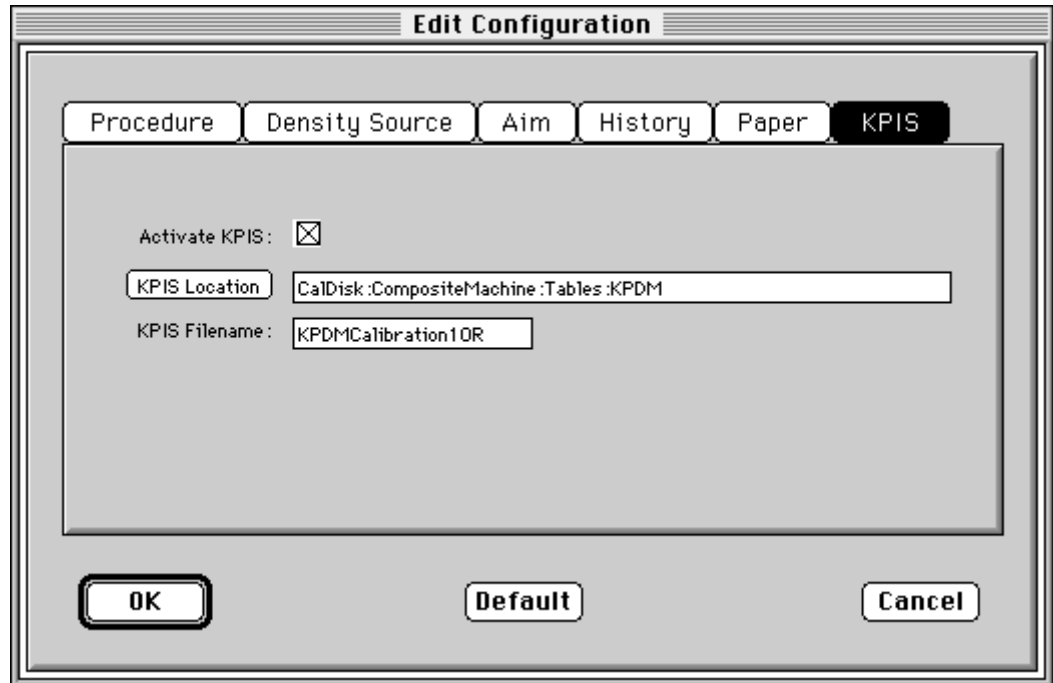 Edit Configuration
Procedure Density Source Aim History Paper KPIS
Activate KPIS:
KPIS Location CalDisk:CompositeMachine:Tables:KPDM
KPIS Filename: KPDMCalibration10R
OK Default Cancel